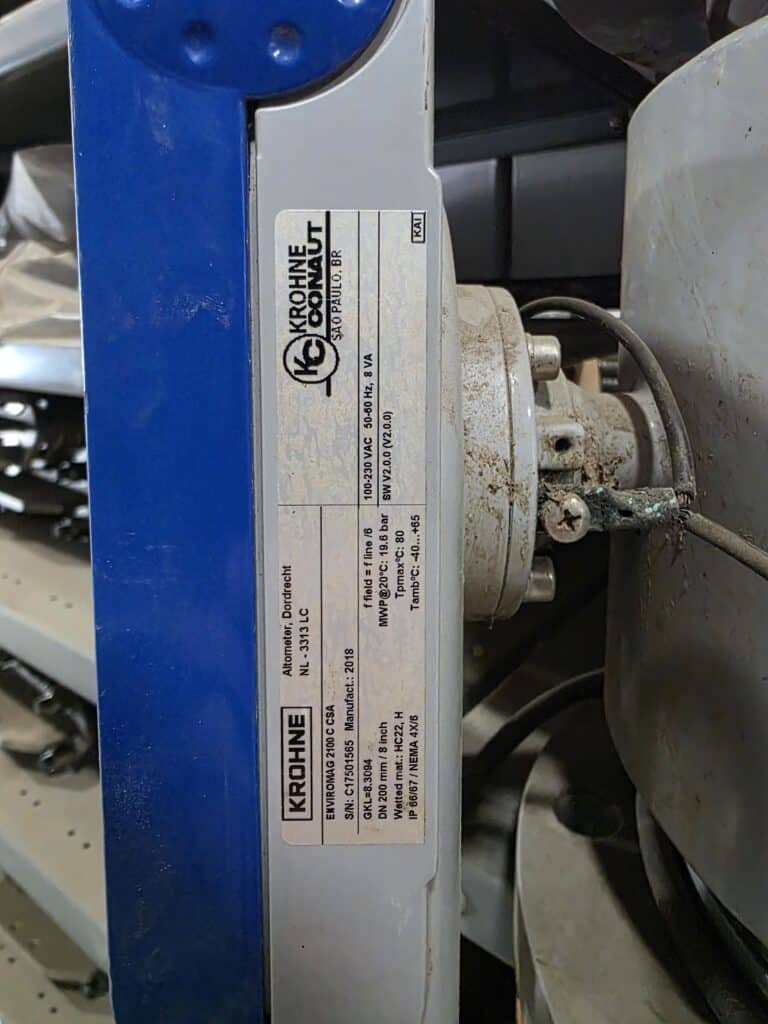 KROHNE
Altometer, Dordrecht
NL - 3313 LC
KC KROHNE
CONAUT
SAO PAULO, BR
ENVIROMAG 2100 C CSA
S/N: C17501565 Manufact.: 2018
GKL=8.3094
f field = f line /6
100-230 VAC 50-60 Hz, 8 VA
DN 200 mm / 8 inch
MWP@20°C: 19.6 bar
SW V2.0.0 (V2.0.0)
Wetted mat.: HC22, H
Tpmax°C: 80
IP 66/67 / NEMA 4X/6
Tamb°C: -40...+65
KAI